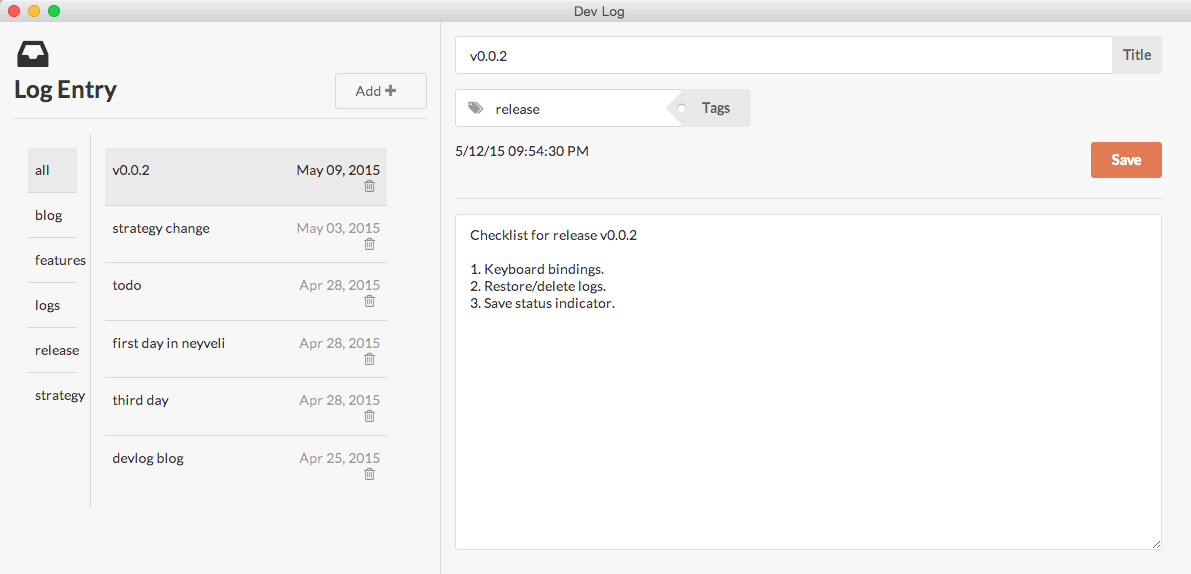 Dev Log
Log Entry
Add
all
blog
features
logs
release
strategy
v0.0.2 May 09, 2015
strategy change May 03, 2015
todo Apr 28, 2015
first day in neyveli Apr 28, 2015
third day Apr 28, 2015
devlog blog Apr 25, 2015
v0.0.2 Title
release Tags
5/12/15 09:54:30 PM
Save
Checklist for release v0.0.2
1. Keyboard bindings.
2. Restore/delete logs.
3. Save status indicator.